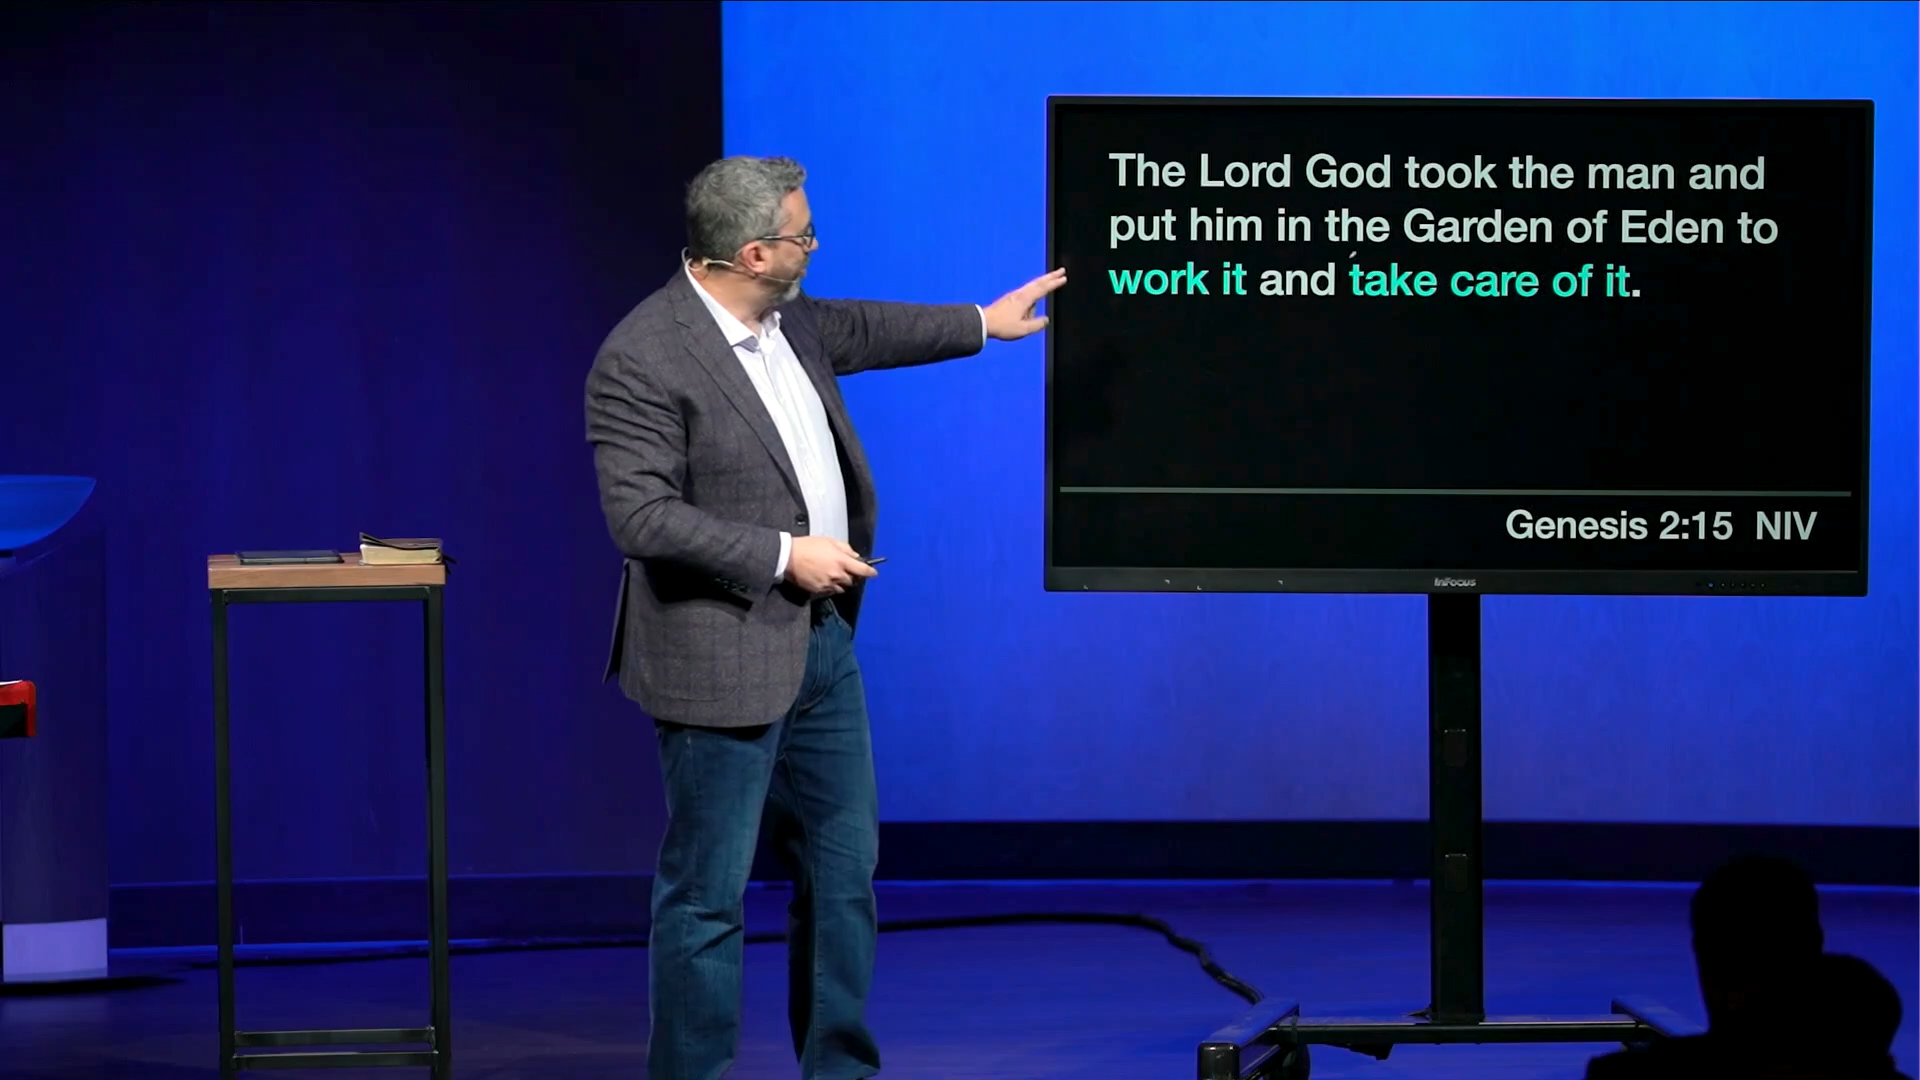 The Lord God took the man and
put him in the Garden of Eden to
work it and take care of it.
Genesis 2:15 NIV
InFocus